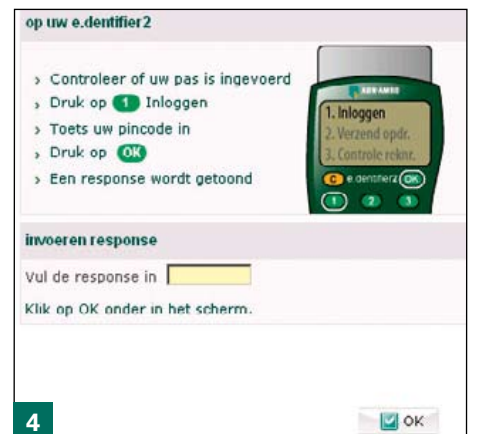 op uw e.dentifier2
› Controleer of uw pas is ingevoerd
› Druk op 1 Inloggen
› Toets uw pincode in
› Druk op OK
› Een response wordt getoond
ABN·AMRO
1. Inloggen
2. Verzend opdr.
3. Controle reknr.
C e.dentifier2 OK
1 2 3
invoeren response
Vul de response in
Klik op OK onder in het scherm.
4
OK